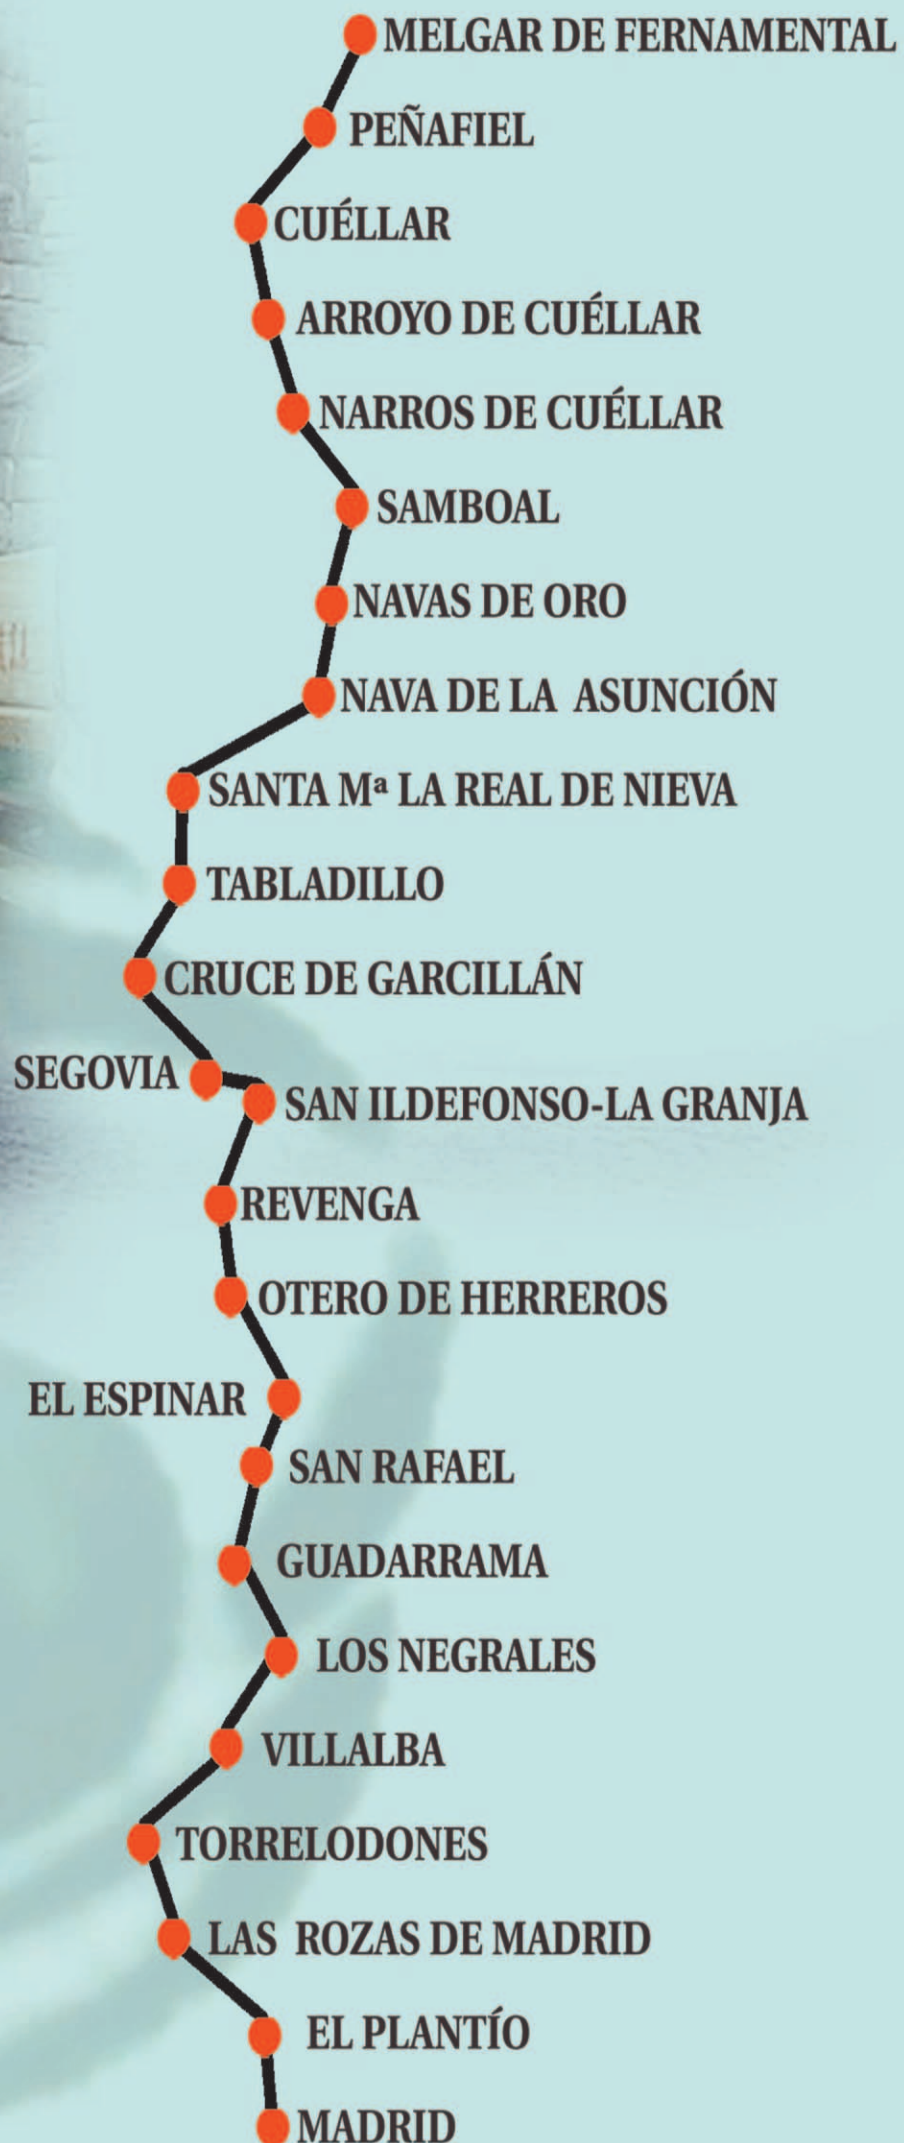 MELGAR DE FERNAMENTAL
PEÑAFIEL
CUÉLLAR
ARROYO DE CUÉLLAR
NARROS DE CUÉLLAR
SAMBOAL
NAVAS DE ORO
NAVA DE LA ASUNCIÓN
SANTA Mª LA REAL DE NIEVA
TABLADILLO
CRUCE DE GARCILLÁN
SEGOVIA
SAN ILDEFONSO-LA GRANJA
REVENGA
OTERO DE HERREROS
EL ESPINAR
SAN RAFAEL
GUADARRAMA
LOS NEGRALES
VILLALBA
TORRELODONES
LAS ROZAS DE MADRID
EL PLANTÍO
MADRID